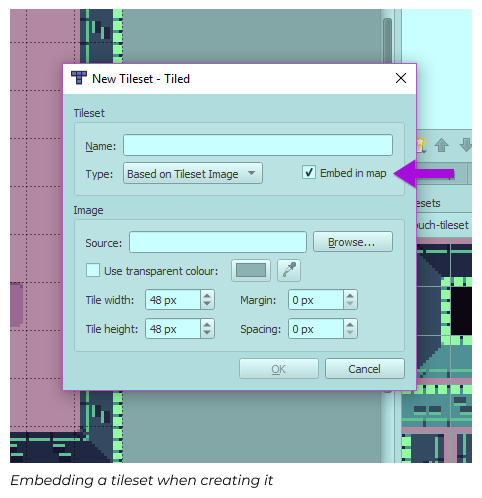 New Tileset - Tiled
Tileset
Name:
Type: Based on Tileset Image Embed in map
Image
Source: Browse...
Use transparent colour:
Tile width: 48 px Margin: 0 px
Tile height: 48 px Spacing: 0 px
OK Cancel
esets
ouch-tileset
Embedding a tileset when creating it